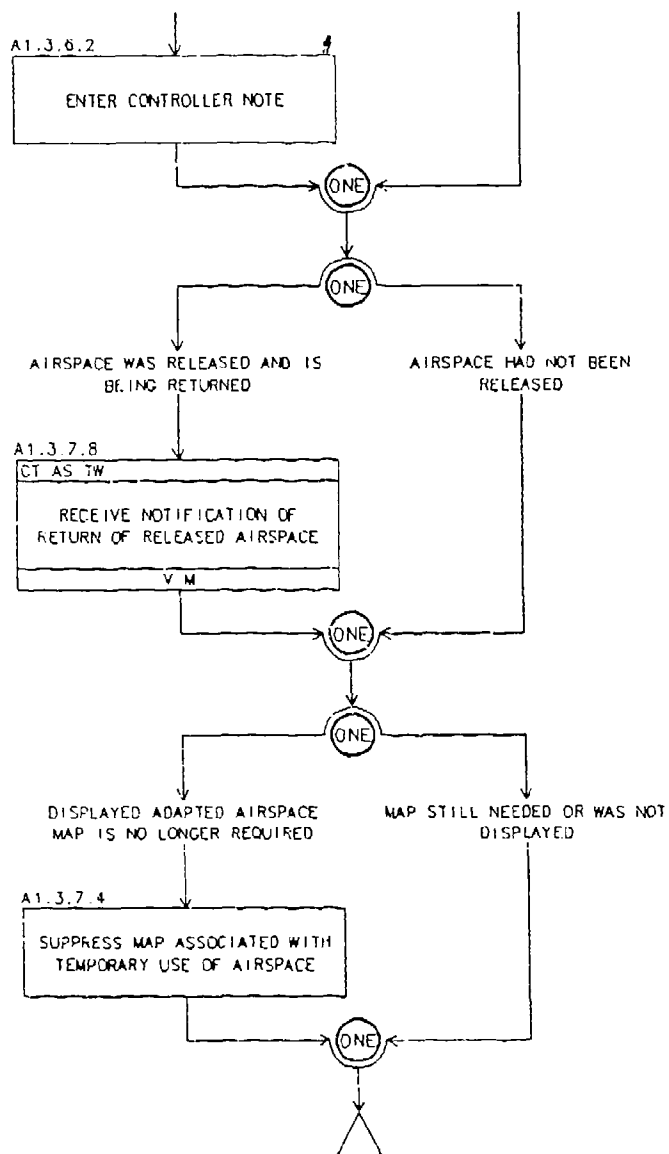 A1.3.6.2
ENTER CONTROLLER NOTE
ONE
ONE
AIRSPACE WAS RELEASED AND IS
BEING RETURNED
AIRSPACE HAD NOT BEEN
RELEASED
A1.3.7.8
CT AS TW
RECEIVE NOTIFICATION OF
RETURN OF RELEASED AIRSPACE
V M
ONE
ONE
DISPLAYED ADAPTED AIRSPACE
MAP IS NO LONGER REQUIRED
MAP STILL NEEDED OR WAS NOT
DISPLAYED
A1.3.7.4
SUPPRESS MAP ASSOCIATED WITH
TEMPORARY USE OF AIRSPACE
ONE